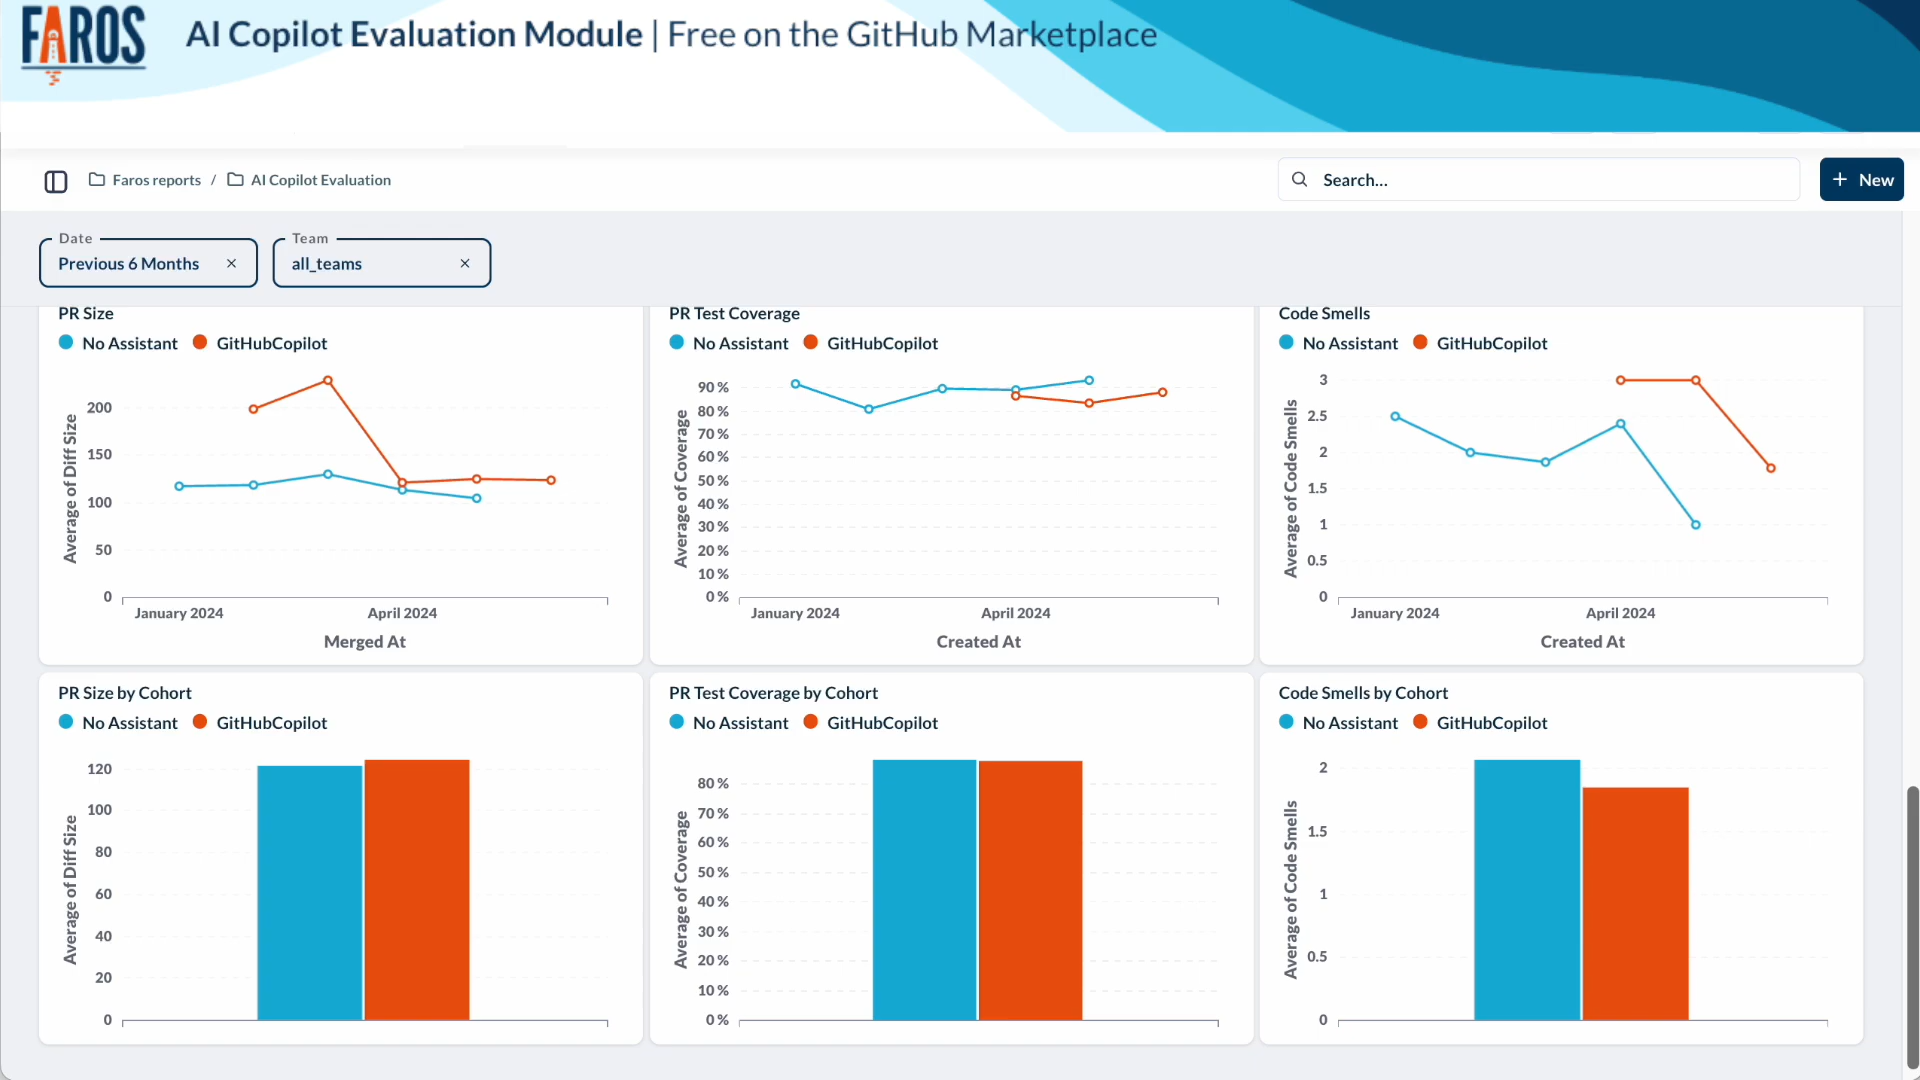 FAROS
AI Copilot Evaluation Module | Free on the GitHub Marketplace
Faros reports / AI Copilot Evaluation
Search...
+ New
Date
Previous 6 Months ×
Team
all_teams ×
PR Size
No Assistant GitHubCopilot
Average of Diff Size
200
150
100
50
0
January 2024 April 2024
Merged At
PR Test Coverage
No Assistant GitHubCopilot
Average of Coverage
90 %
80 %
70 %
60 %
50 %
40 %
30 %
20 %
10 %
0 %
January 2024 April 2024
Created At
Code Smells
No Assistant GitHubCopilot
Average of Code Smells
3
2.5
2
1.5
1
0.5
0
January 2024 April 2024
Created At
PR Size by Cohort
No Assistant GitHubCopilot
Average of Diff Size
120
100
80
60
40
20
0
PR Test Coverage by Cohort
No Assistant GitHubCopilot
Average of Coverage
80 %
70 %
60 %
50 %
40 %
30 %
20 %
10 %
0 %
Code Smells by Cohort
No Assistant GitHubCopilot
Average of Code Smells
2
1.5
1
0.5
0